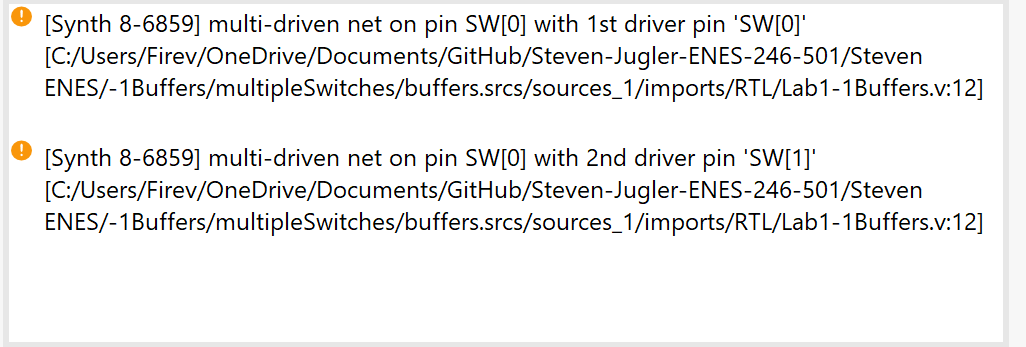 [Synth 8-6859] multi-driven net on pin SW[0] with 1st driver pin 'SW[0]'
[C:/Users/Firev/OneDrive/Documents/GitHub/Steven-Jugler-ENES-246-501/Steven
ENES/-1Buffers/multipleSwitches/buffers.srcs/sources_1/imports/RTL/Lab1-1Buffers.v:12]
[Synth 8-6859] multi-driven net on pin SW[0] with 2nd driver pin 'SW[1]'
[C:/Users/Firev/OneDrive/Documents/GitHub/Steven-Jugler-ENES-246-501/Steven
ENES/-1Buffers/multipleSwitches/buffers.srcs/sources_1/imports/RTL/Lab1-1Buffers.v:12]